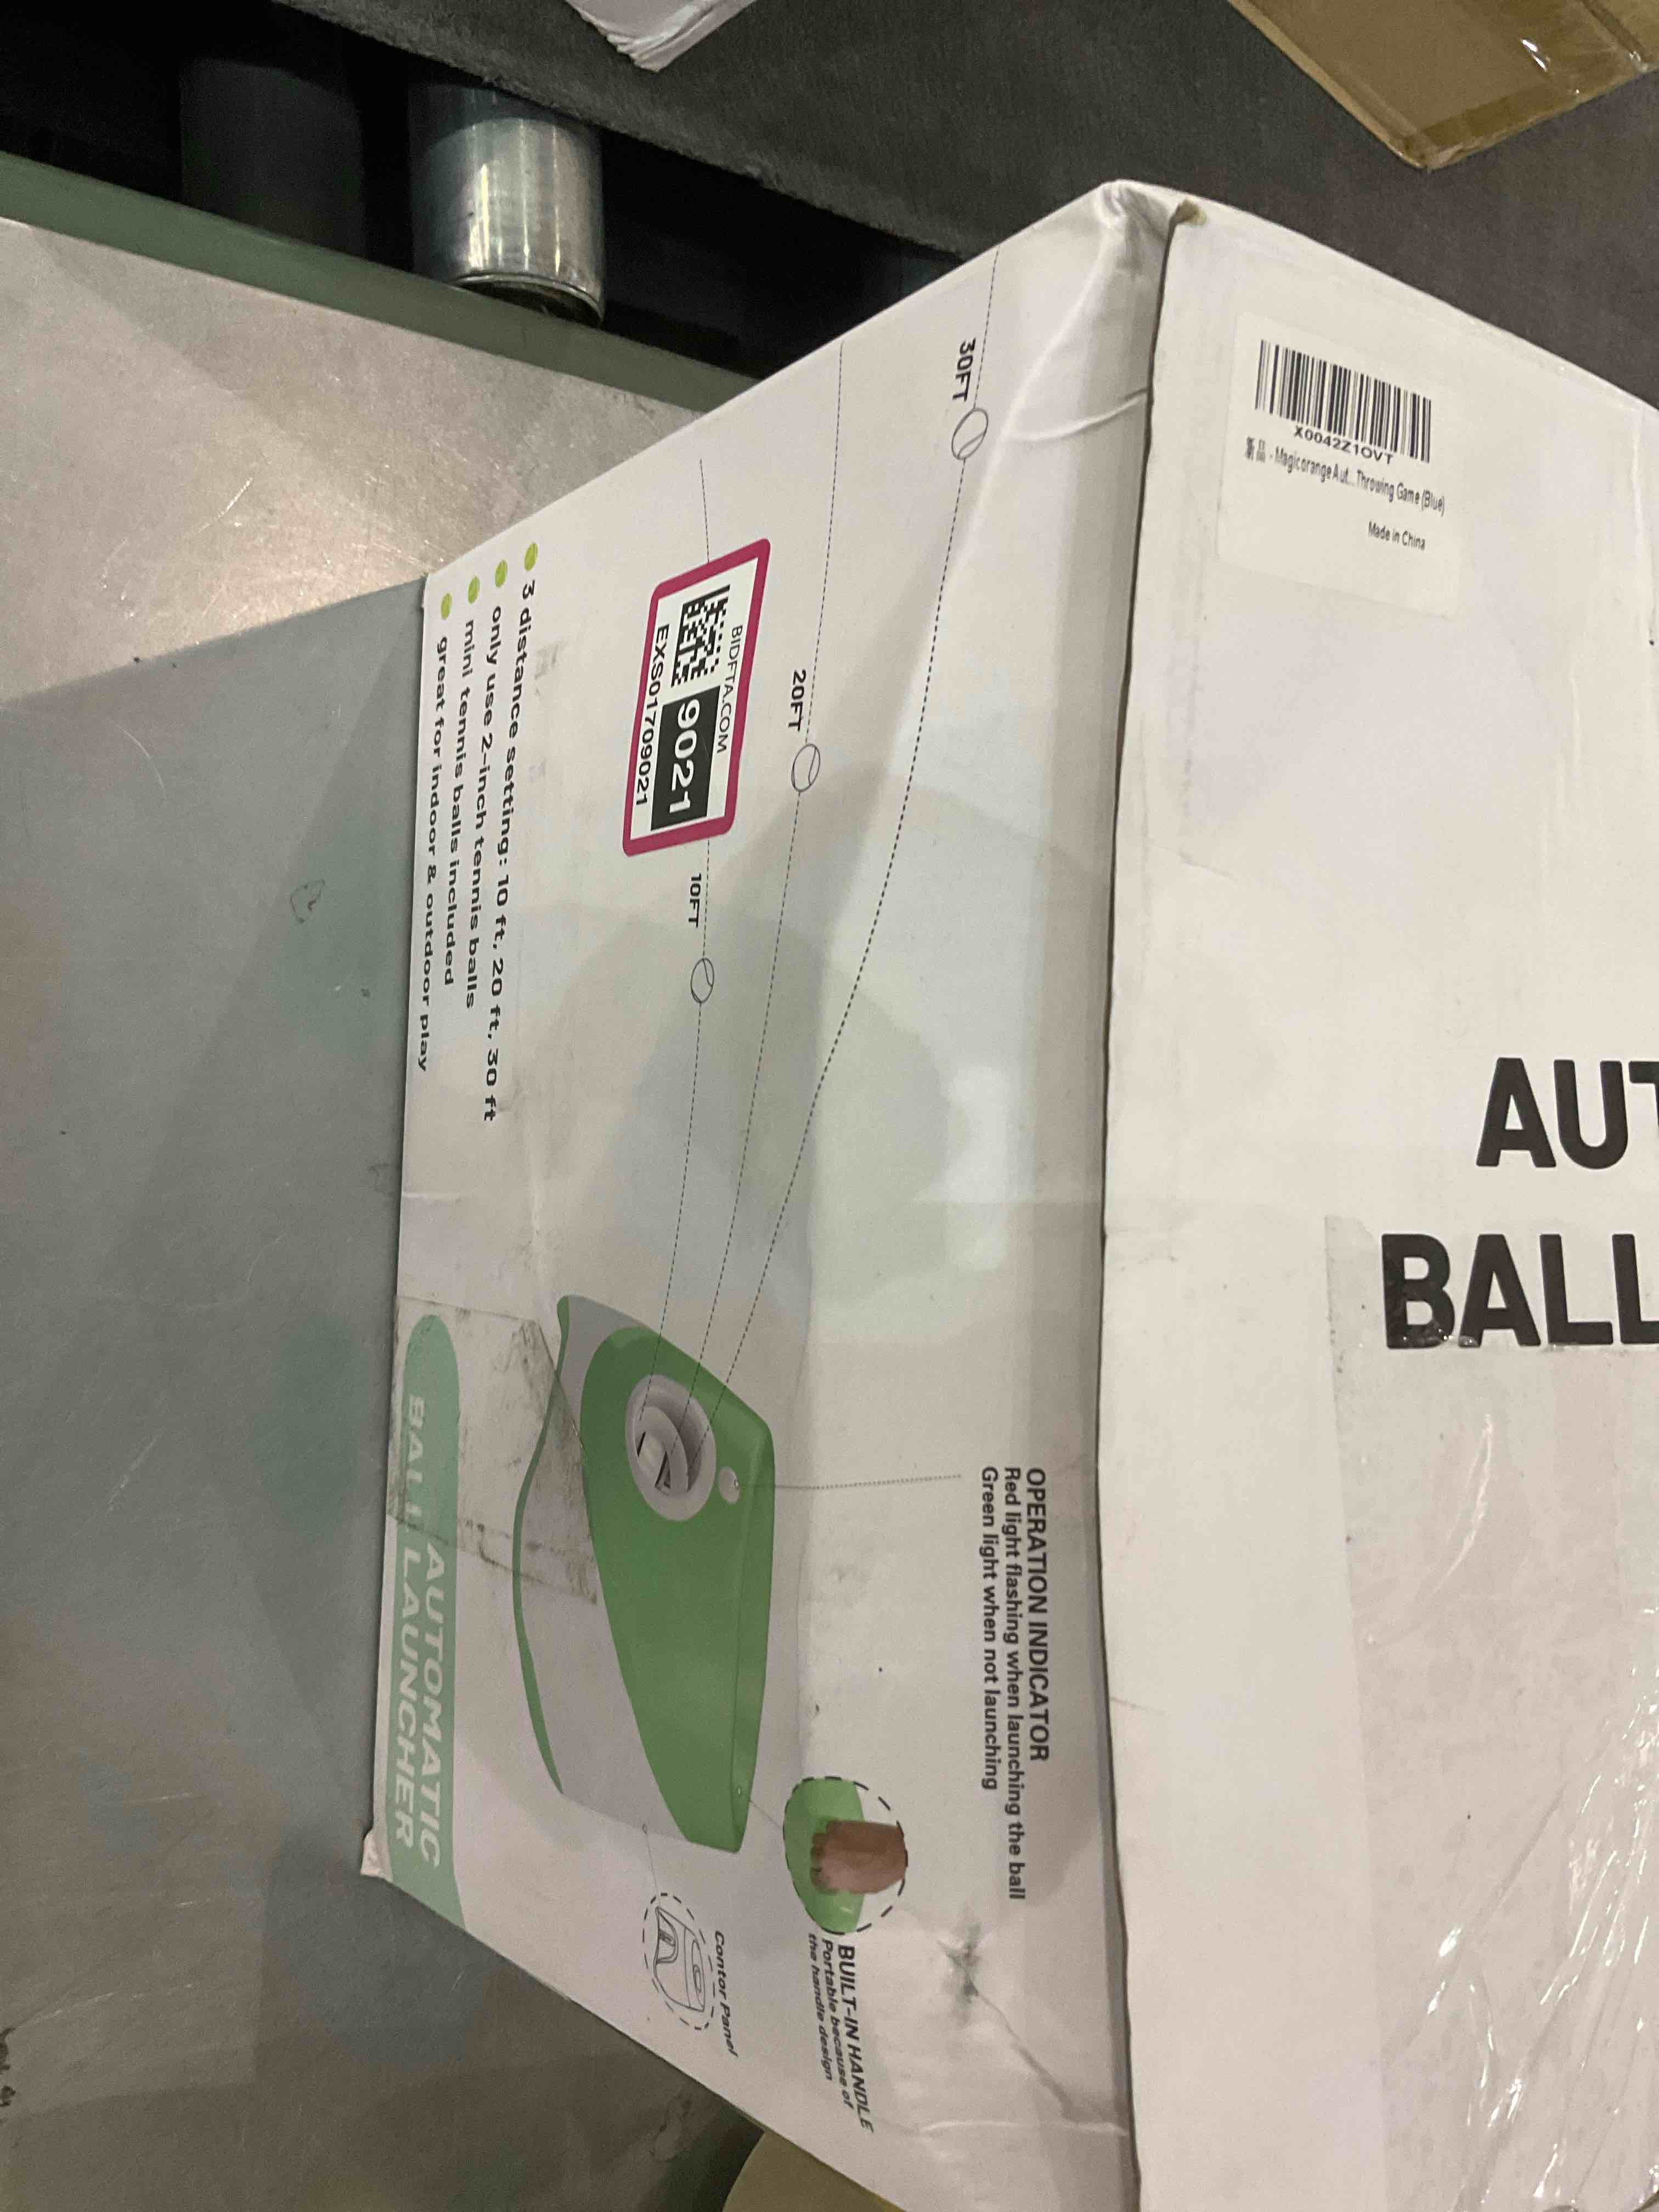 X0042Z1OVT
新品 - Magicorange Aut...Throwing Game (Blue)
Made in China
AUT
BALL
30FT
20FT
10FT
BIDFTA.COM
9021
EXS01709021
3 distance setting: 10 ft, 20 ft, 30 ft
only use 2-inch tennis balls
mini tennis balls included
great for indoor & outdoor play
OPERATION INDICATOR
Red light flashing when launching the ball
Green light when not launching
BUILT-IN HANDLE
Portable because of
the handle design
Contor Panel
AUTOMATIC
BALL LAUNCHER